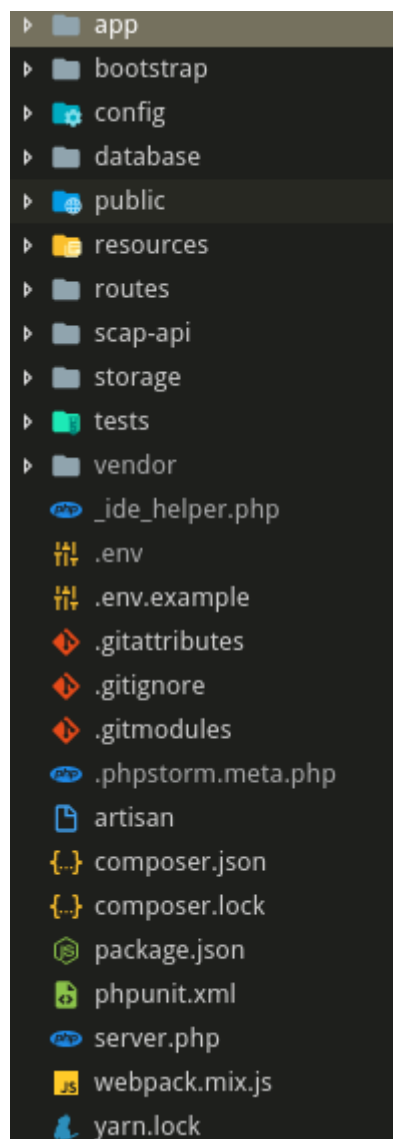 app
bootstrap
config
database
public
resources
routes
scap-api
storage
tests
vendor
_ide_helper.php
.env
.env.example
.gitattributes
.gitignore
.gitmodules
.phpstorm.meta.php
artisan
composer.json
composer.lock
package.json
phpunit.xml
server.php
webpack.mix.js
yarn.lock